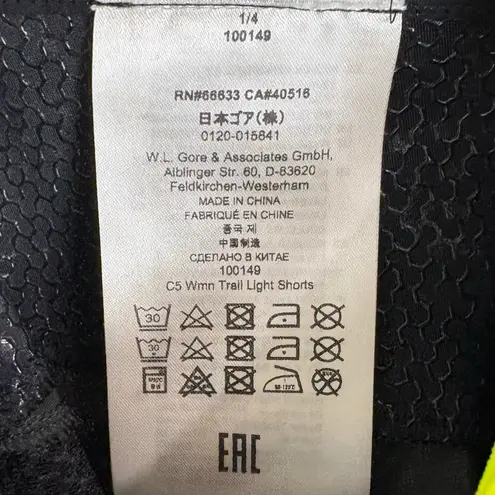 1/4
100149
RN#66633 CA#40516
日本ゴア(株)
0120-015841
W.L. Gore & Associates GmbH,
Aiblinger Str. 60, D-83620
Feldkirchen-Westerham
MADE IN CHINA
FABRIQUÉ EN CHINE
중국 제
中国制造
СДЕЛАНО В КИТАЕ
100149
C5 Wmn Trail Light Shorts
30
30
EAC